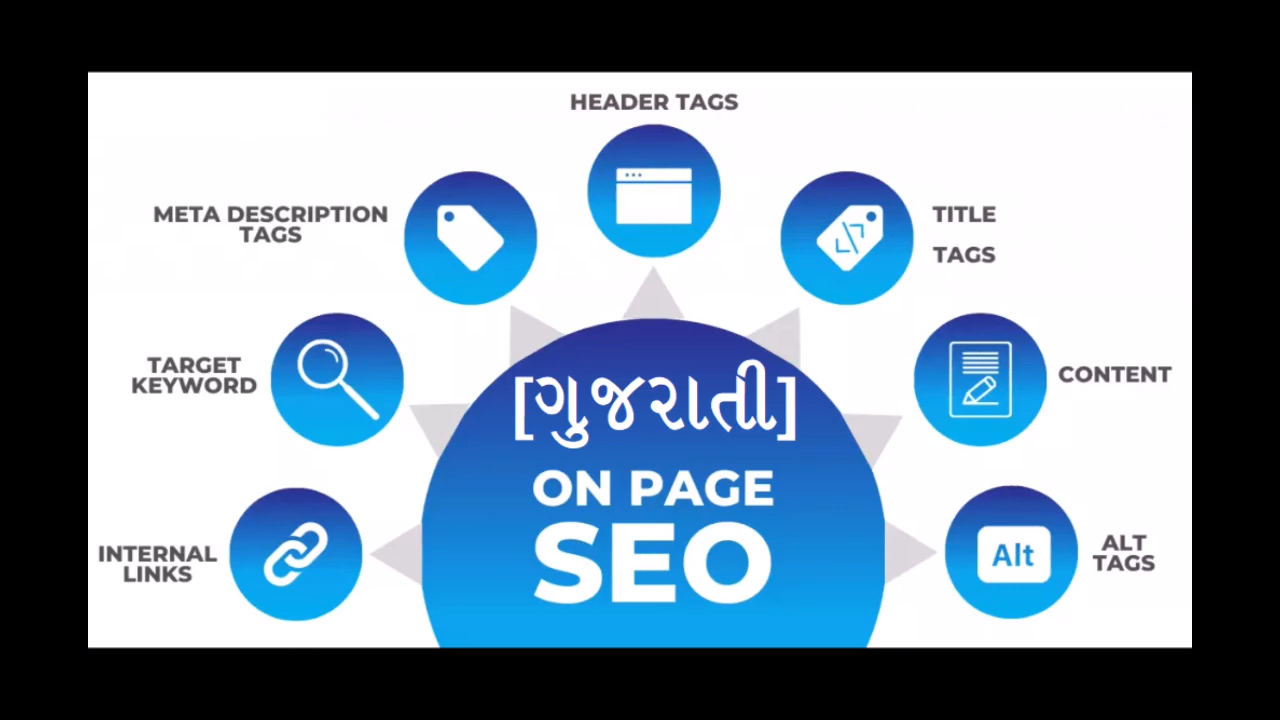 HEADER TAGS
META DESCRIPTION
TAGS
TITLE
TAGS
TARGET
KEYWORD
CONTENT
[ગુજરાતી]
ON PAGE
SEO
INTERNAL
LINKS
Alt
ALT
TAGS